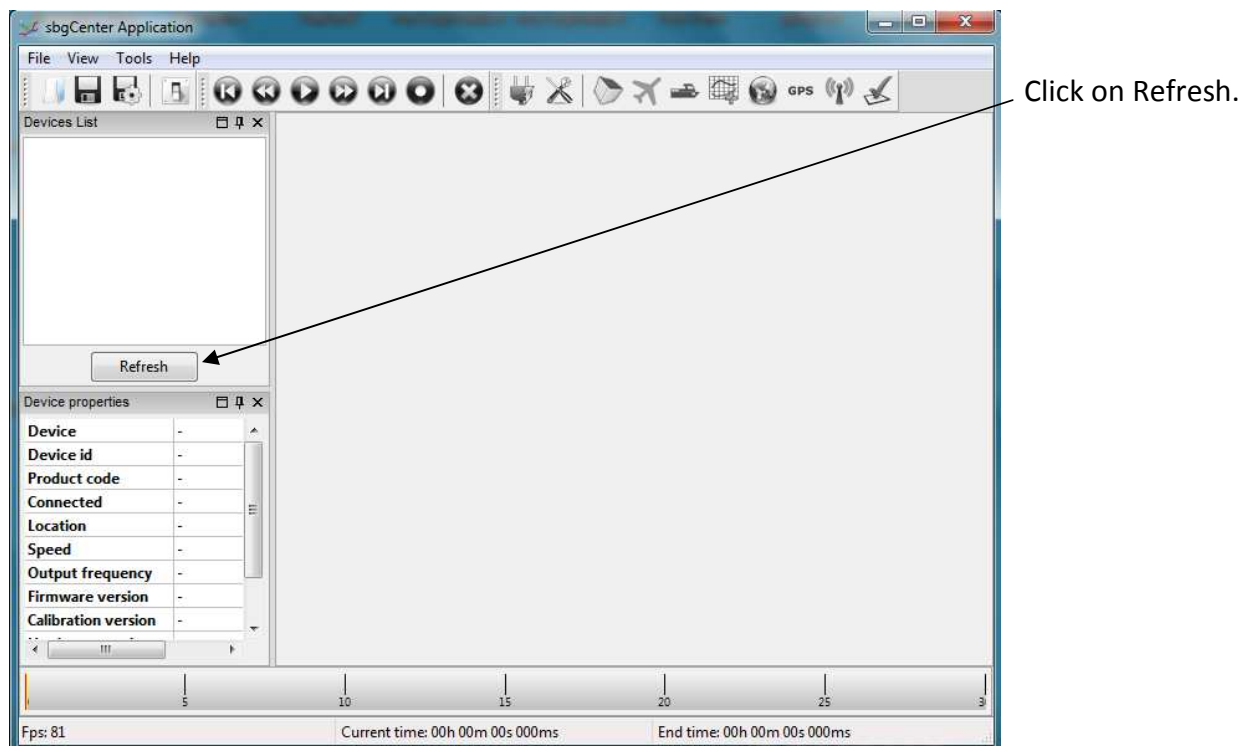 sbgCenter Application
File View Tools Help
GPS
Click on Refresh.
Devices List
Refresh
Device properties
Device -
Device id -
Product code -
Connected -
Location -
Speed -
Output frequency -
Firmware version -
Calibration version -
5 10 15 20 25
Fps: 81 Current time: 00h 00m 00s 000ms End time: 00h 00m 00s 000ms